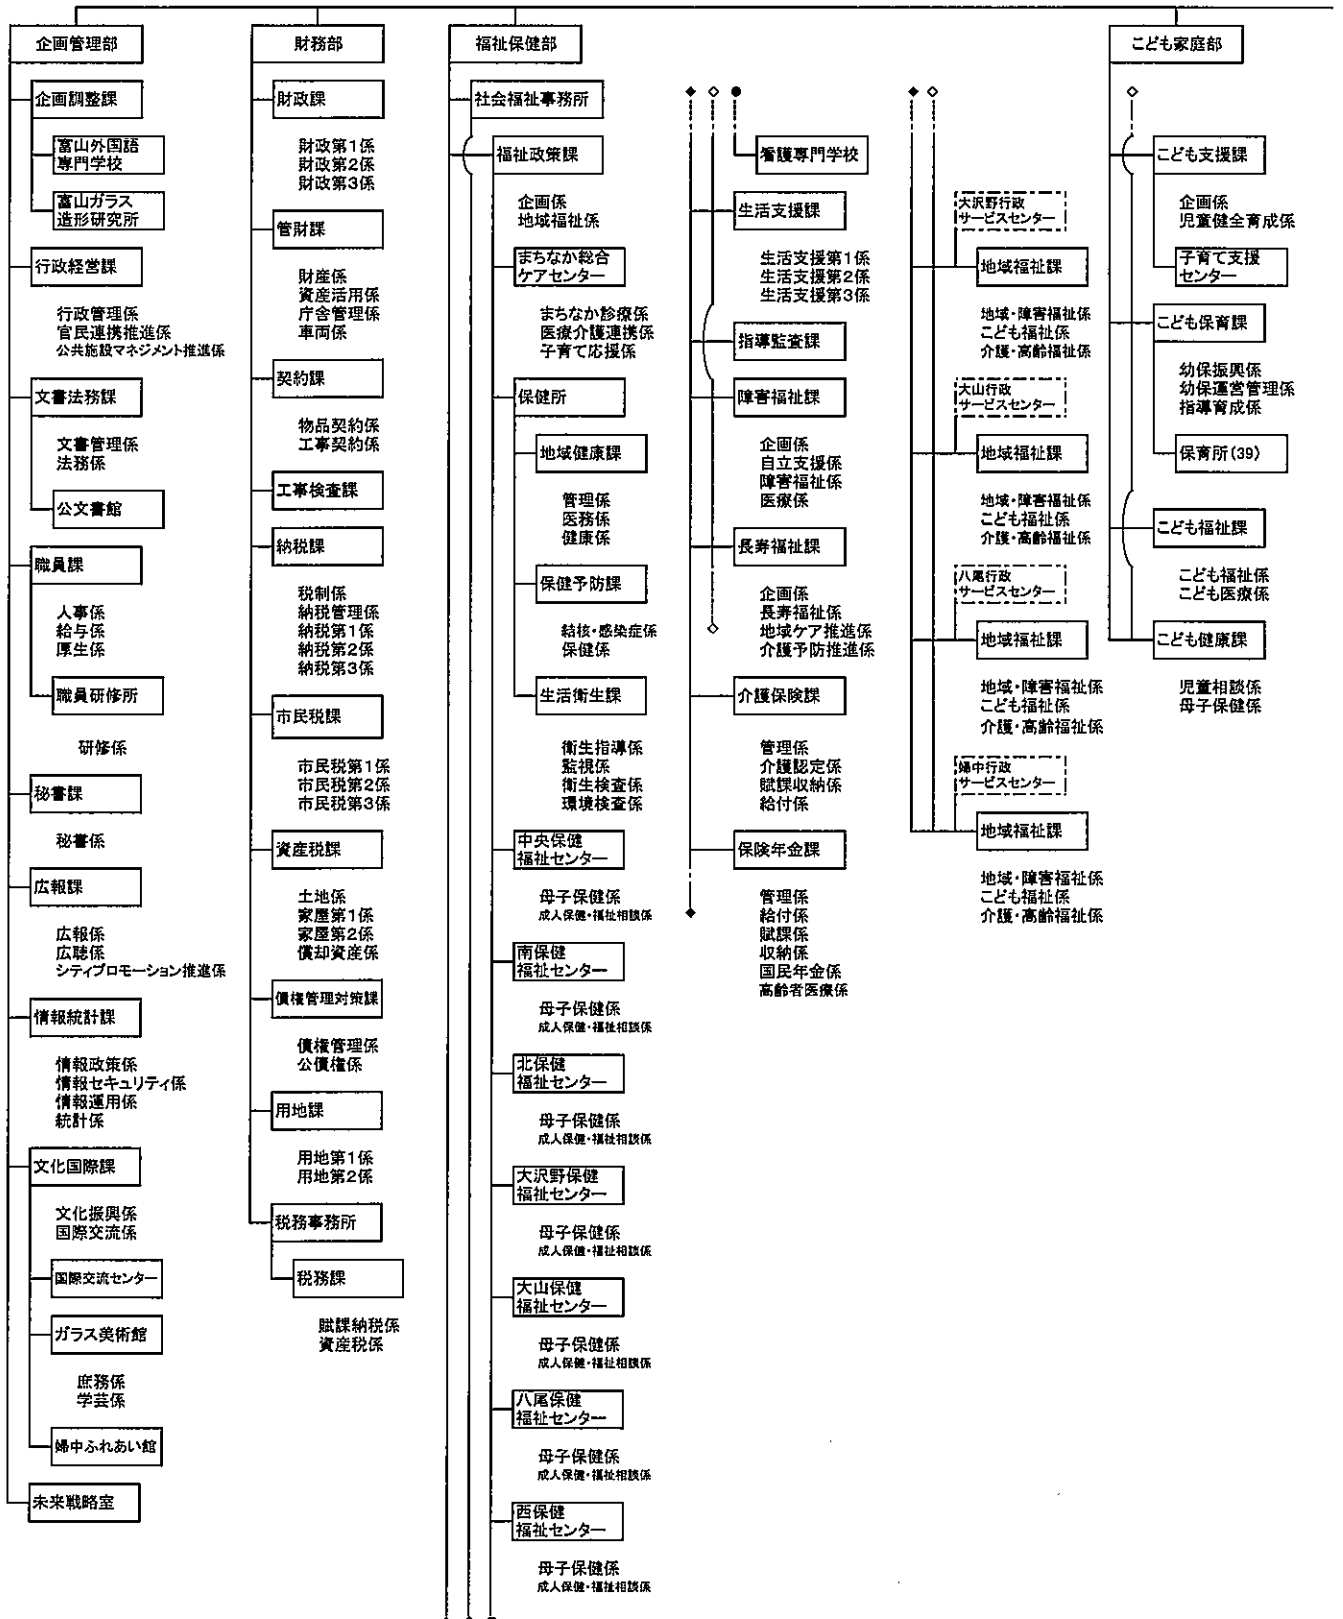 企画管理部
企画調整課
富山外国語
専門学校
富山ガラス
造形研究所
行政経営課
行政管理係
官民連携推進係
公共施設マネジメント推進係
文書法務課
文書管理係
法務係
公文書館
職員課
人事係
給与係
厚生係
職員研修所
研修係
秘書課
秘書係
広報課
広報係
広聴係
シティプロモーション推進係
情報統計課
情報政策係
情報セキュリティ係
情報運用係
統計係
文化国際課
文化振興係
国際交流係
国際交流センター
ガラス美術館
庶務係
学芸係
婦中ふれあい館
未来戦略室
財務部
財政課
財政第1係
財政第2係
財政第3係
管財課
財産係
資産活用係
庁舎管理係
車両係
契約課
物品契約係
工事契約係
工事検査課
納税課
税制係
納税管理係
納税第1係
納税第2係
納税第3係
市民税課
市民税第1係
市民税第2係
市民税第3係
資産税課
土地係
家屋第1係
家屋第2係
償却資産係
債権管理対策課
債権管理係
公債権係
用地課
用地第1係
用地第2係
税務事務所
税務課
賦課納税係
資産税係
福祉保健部
社会福祉事務所
福祉政策課
企画係
地域福祉係
まちなか総合
ケアセンター
まちなか診療係
医療介護連携係
子育て応援係
保健所
地域健康課
管理係
医務係
健康係
保健予防課
結核・感染症係
保健係
生活衛生課
衛生指導係
監視係
衛生検査係
環境検査係
中央保健
福祉センター
母子保健係
成人保健・福祉相談係
南保健
福祉センター
母子保健係
成人保健・福祉相談係
北保健
福祉センター
母子保健係
成人保健・福祉相談係
大沢野保健
福祉センター
母子保健係
成人保健・福祉相談係
大山保健
福祉センター
母子保健係
成人保健・福祉相談係
八尾保健
福祉センター
母子保健係
成人保健・福祉相談係
西保健
福祉センター
母子保健係
成人保健・福祉相談係
看護専門学校
生活支援課
生活支援第1係
生活支援第2係
生活支援第3係
指導監査課
障害福祉課
企画係
自立支援係
障害福祉係
医療係
長寿福祉課
企画係
長寿福祉係
地域ケア推進係
介護予防推進係
介護保険課
管理係
介護認定係
賦課収納係
給付係
保険年金課
管理係
給付係
賦課係
収納係
国民年金係
高齢者医療係
大沢野行政
サービスセンター
地域福祉課
地域・障害福祉係
こども福祉係
介護・高齢福祉係
大山行政
サービスセンター
地域福祉課
地域・障害福祉係
こども福祉係
介護・高齢福祉係
八尾行政
サービスセンター
地域福祉課
地域・障害福祉係
こども福祉係
介護・高齢福祉係
婦中行政
サービスセンター
地域福祉課
地域・障害福祉係
こども福祉係
介護・高齢福祉係
こども家庭部
こども支援課
企画係
児童健全育成係
子育て支援
センター
こども保育課
幼保振興係
幼保運営管理係
指導育成係
保育所(39)
こども福祉課
こども福祉係
こども医療係
こども健康課
児童相談係
母子保健係